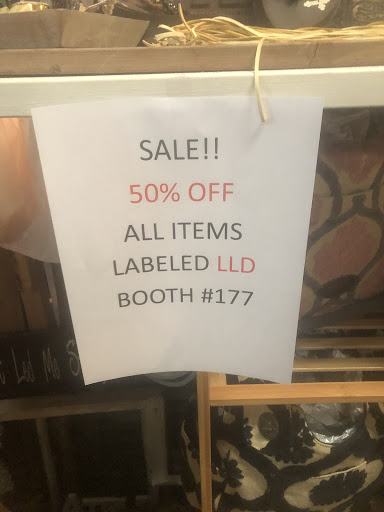 SALE!!
50% OFF
ALL ITEMS
LABELED LLD
BOOTH #177